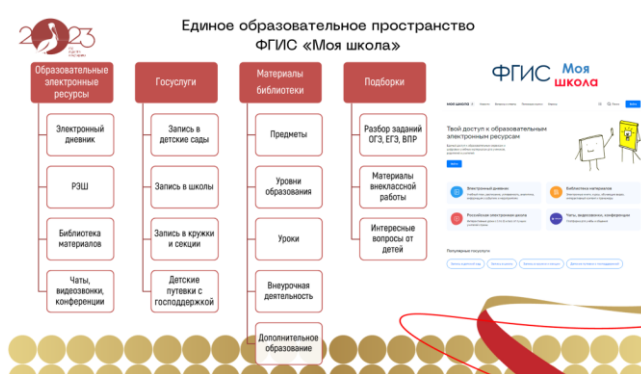 2023
Единое образовательное пространство
ФГИС «Моя школа»
Образовательные
электронные
ресурсы
Электронный
дневник
РЭШ
Библиотека
материалов
Чаты,
видеозвонки,
конференции
Госуслуги
Запись в
детские сады
Запись в школы
Запись в кружки
и секции
Детские
путевки с
господдержкой
Материалы
библиотеки
Предметы
Уровни
образования
Уроки
Внеурочная
деятельность
Дополнительное
образование
Подборки
Разбор заданий
ОГЭ, ЕГЭ, ВПР
Материалы
внеклассной
работы
Интересные
вопросы от
детей
ФГИС Моя
школа
Твой доступ к образовательным
электронным ресурсам
Электронный дневник
Библиотека материалов
Российская электронная школа
Чаты, видеозвонки, конференции